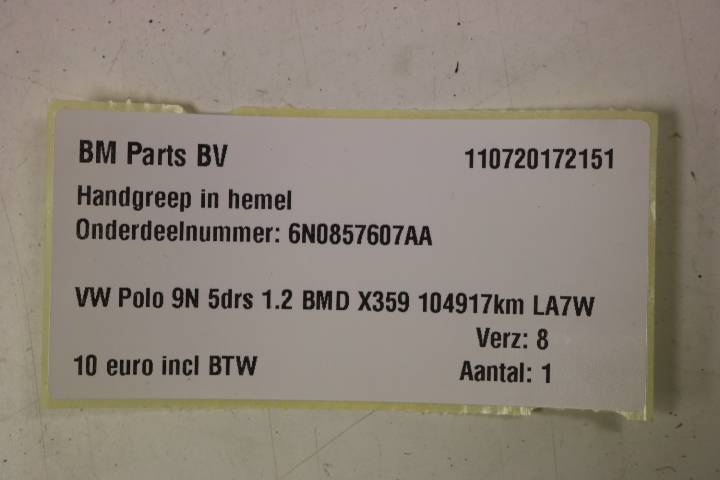 BM Parts BV 110720172151
Handgreep in hemel
Onderdeelnummer: 6N0857607AA
VW Polo 9N 5drs 1.2 BMD X359 104917km LA7W
Verz: 8
10 euro incl BTW Aantal: 1